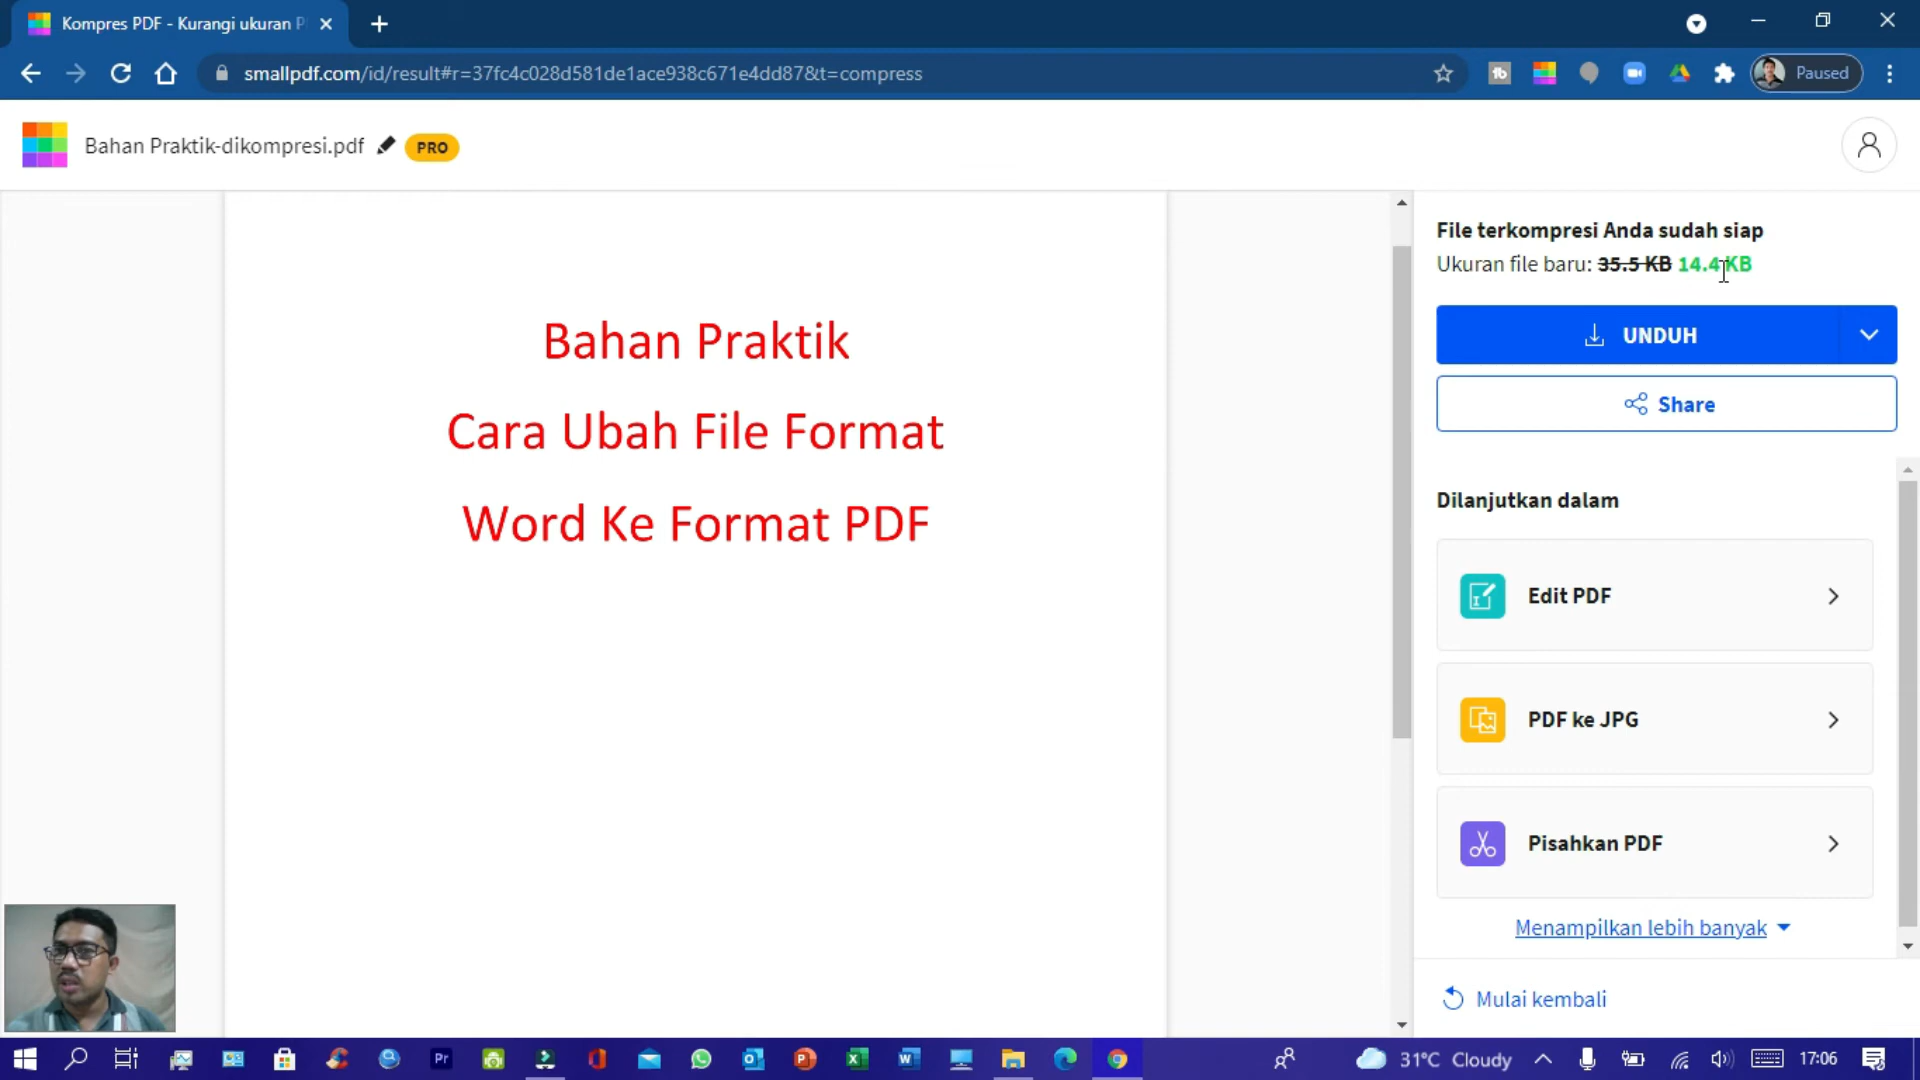 Kompres PDF - Kurangi ukuran P
smallpdf.com/id/result#r=37fc4c028d581de1ace938c671e4dd87&t=compress
Paused
Bahan Praktik-dikompresi.pdf
PRO
File terkompresi Anda sudah siap
Ukuran file baru: 35.5 KB 14.4 KB
UNDUH
Share
Bahan Praktik
Cara Ubah File Format
Word Ke Format PDF
Dilanjutkan dalam
Edit PDF
PDF ke JPG
Pisahkan PDF
Menampilkan lebih banyak
Mulai kembali
Pr
31°C Cloudy
17:06